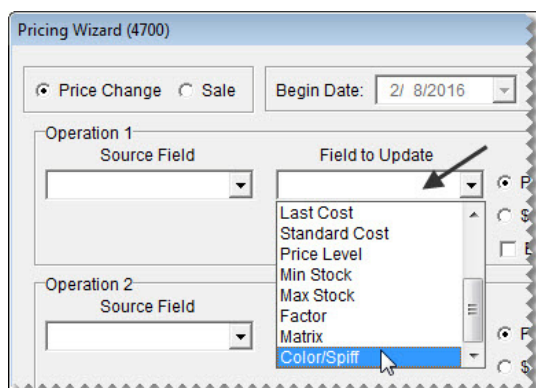 Pricing Wizard (4700)
Price Change Sale Begin Date: 2/ 8/2016
Operation 1
Source Field Field to Update
P
$
Last Cost
Standard Cost
Price Level
Min Stock
Max Stock
Factor
Matrix
Color/Spiff
Operation 2
Source Field
$